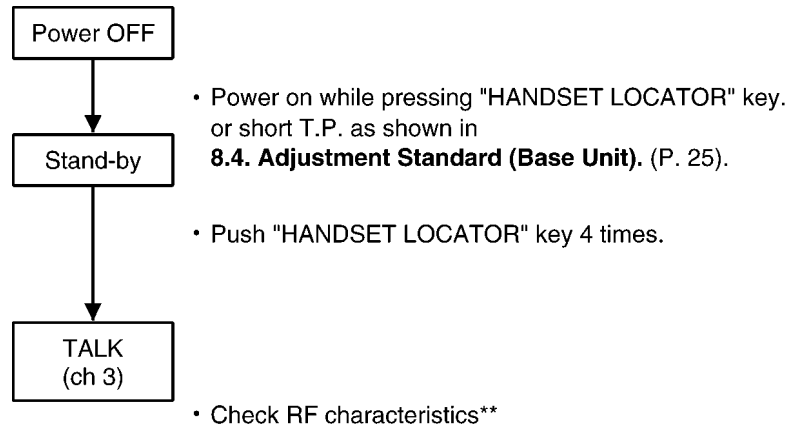 Power OFF
• Power on while pressing "HANDSET LOCATOR" key.
or short T.P. as shown in
8.4. Adjustment Standard (Base Unit). (P. 25).
Stand-by
• Push "HANDSET LOCATOR" key 4 times.
TALK
(ch 3)
• Check RF characteristics**